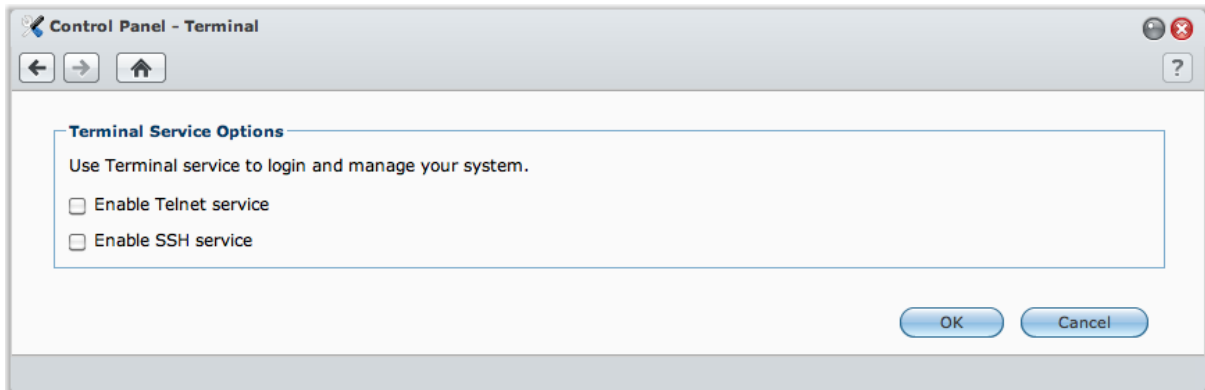 Control Panel - Terminal
?
Terminal Service Options
Use Terminal service to login and manage your system.
Enable Telnet service
Enable SSH service
OK Cancel